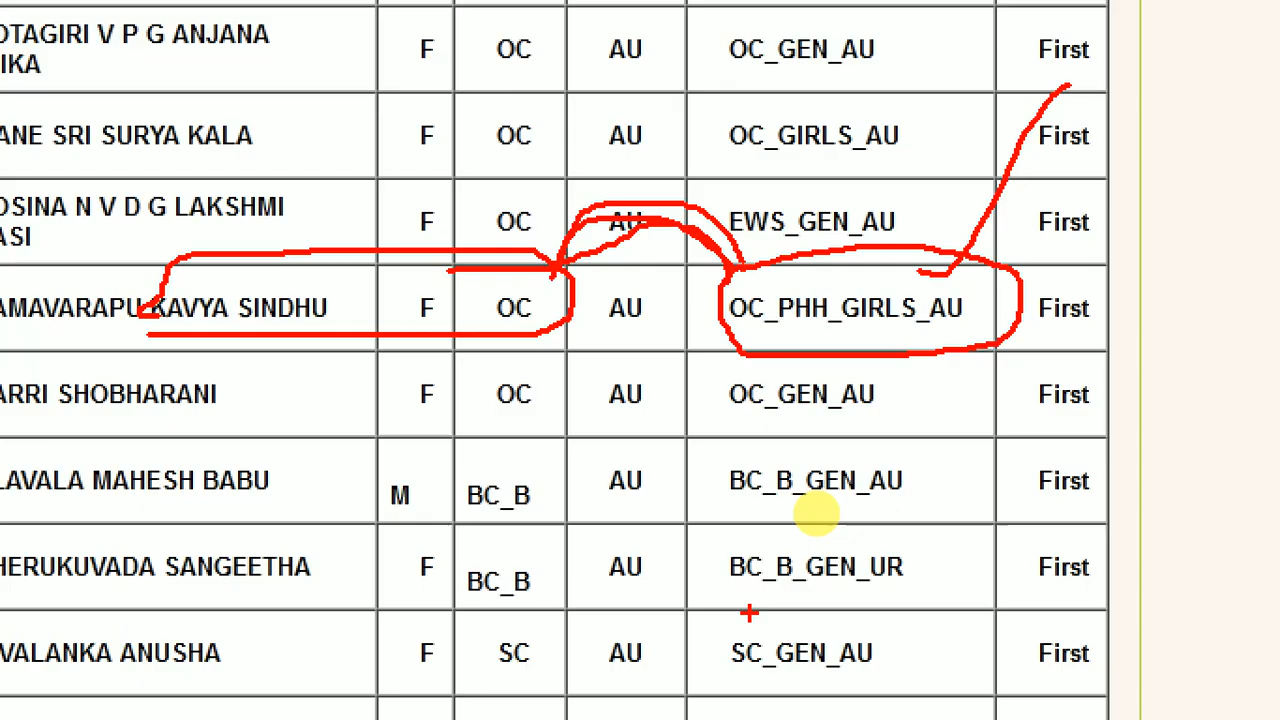 OTAGIRI V P G ANJANA
IKA F OC AU OC_GEN_AU First
ANE SRI SURYA KALA F OC AU OC_GIRLS_AU First
OSINA N V D G LAKSHMI
ASI F OC AU EWS_GEN_AU First
AMAVARAPU KAVYA SINDHU F OC AU OC_PHH_GIRLS_AU First
ARRI SHOBHARANI F OC AU OC_GEN_AU First
LAVALA MAHESH BABU M BC_B AU BC_B_GEN_AU First
HERUKUVADA SANGEETHA F BC_B AU BC_B_GEN_UR First
VALANKA ANUSHA F SC AU SC_GEN_AU First